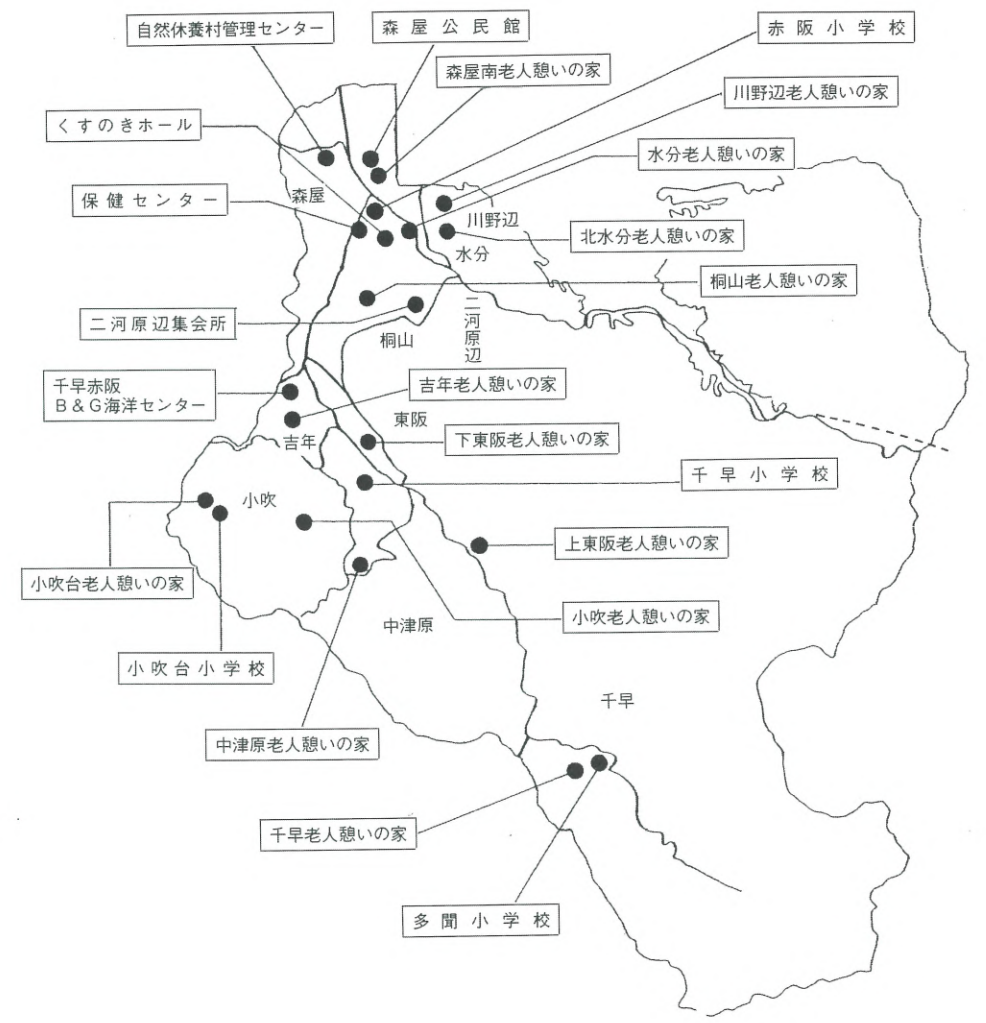 自然休養村管理センター
森屋公民館
赤阪小学校
森屋南老人憩いの家
川野辺老人憩いの家
くすのきホール
水分老人憩いの家
保健センター
森屋
川野辺
北水分老人憩いの家
水分
桐山老人憩いの家
二河原辺集会所
桐山
二河原辺
千早赤阪
B&G海洋センター
吉年老人憩いの家
東阪
吉年
下東阪老人憩いの家
千早小学校
小吹
上東阪老人憩いの家
小吹台老人憩いの家
小吹老人憩いの家
中津原
小吹台小学校
千早
中津原老人憩いの家
千早老人憩いの家
多聞小学校